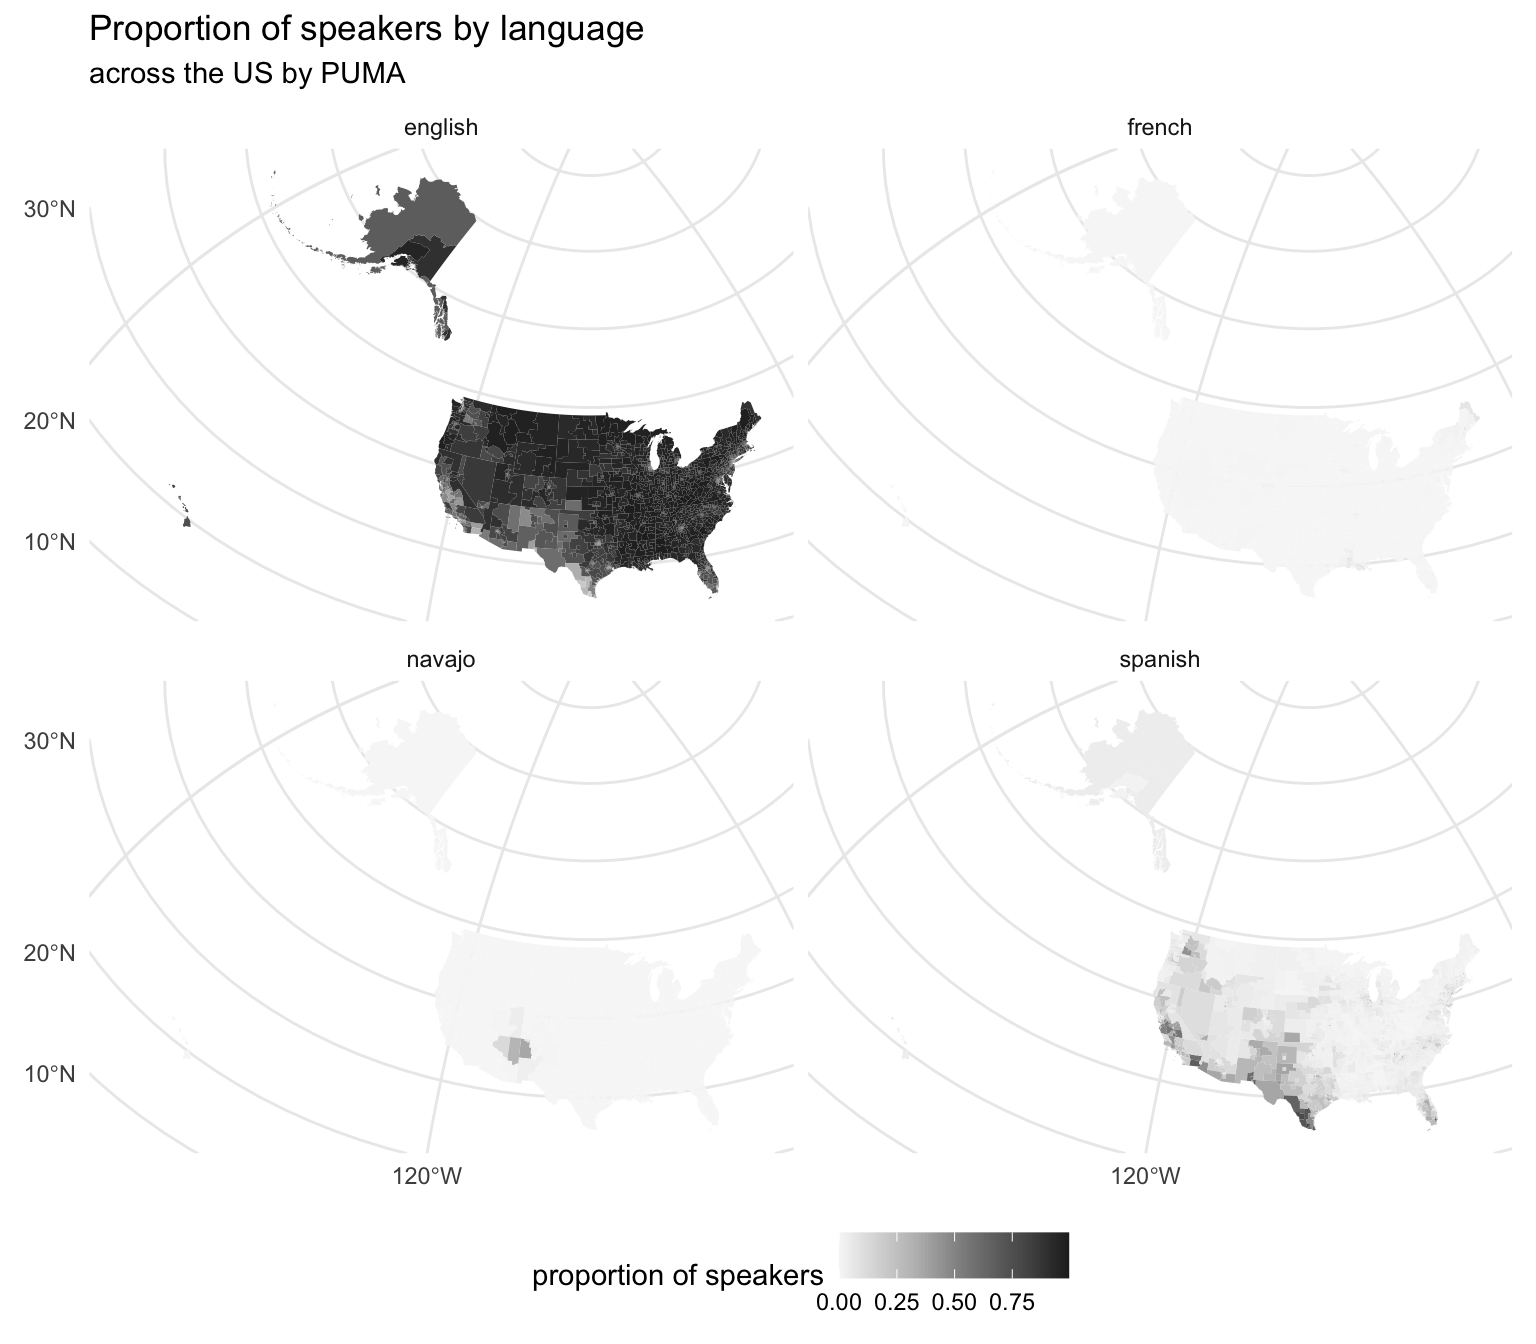 Proportion of speakers by language
across the US by PUMA
english
french
30°N
20°N
10°N
navajo
spanish
30°N
20°N
10°N
120°W
120°W
proportion of speakers
0.00 0.25 0.50 0.75